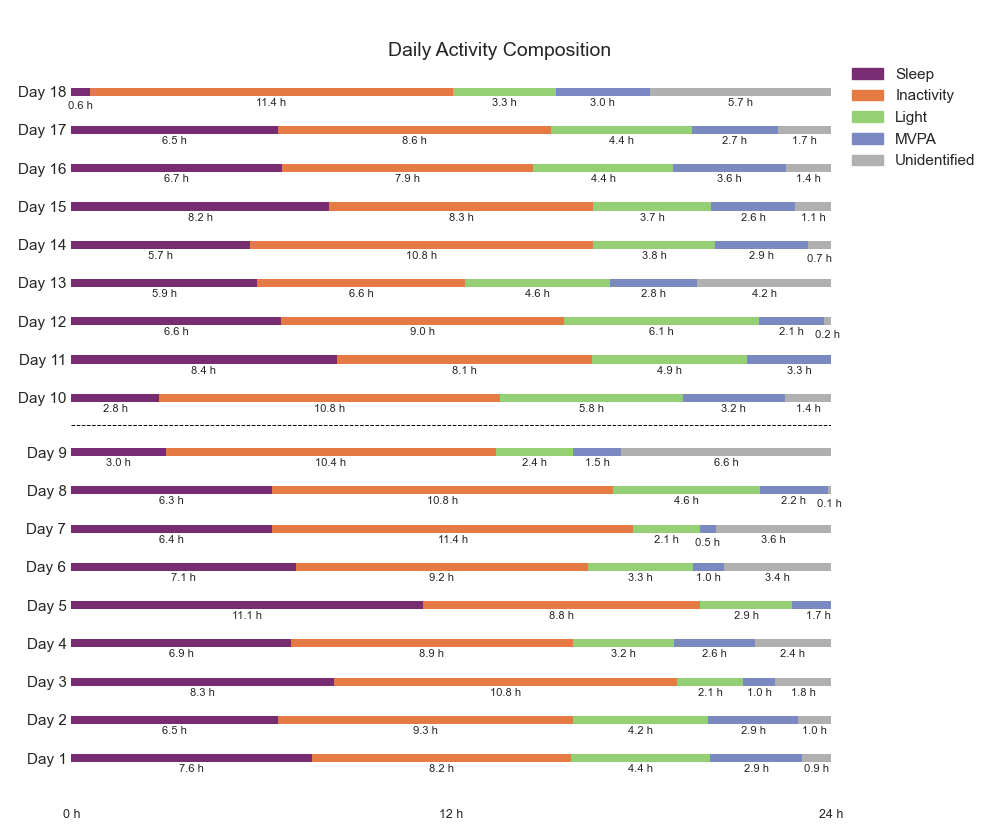 Daily Activity Composition
Sleep
Inactivity
Light
MVPA
Unidentified
Day 18
0.6 h 11.4 h 3.3 h 3.0 h 5.7 h
Day 17
6.5 h 8.6 h 4.4 h 2.7 h 1.7 h
Day 16
6.7 h 7.9 h 4.4 h 3.6 h 1.4 h
Day 15
8.2 h 8.3 h 3.7 h 2.6 h 1.1 h
Day 14
5.7 h 10.8 h 3.8 h 2.9 h 0.7 h
Day 13
5.9 h 6.6 h 4.6 h 2.8 h 4.2 h
Day 12
6.6 h 9.0 h 6.1 h 2.1 h 0.2 h
Day 11
8.4 h 8.1 h 4.9 h 3.3 h
Day 10
2.8 h 10.8 h 5.8 h 3.2 h 1.4 h
Day 9
3.0 h 10.4 h 2.4 h 1.5 h 6.6 h
Day 8
6.3 h 10.8 h 4.6 h 2.2 h 0.1 h
Day 7
6.4 h 11.4 h 2.1 h 0.5 h 3.6 h
Day 6
7.1 h 9.2 h 3.3 h 1.0 h 3.4 h
Day 5
11.1 h 8.8 h 2.9 h 1.7 h
Day 4
6.9 h 8.9 h 3.2 h 2.6 h 2.4 h
Day 3
8.3 h 10.8 h 2.1 h 1.0 h 1.8 h
Day 2
6.5 h 9.3 h 4.2 h 2.9 h 1.0 h
Day 1
7.6 h 8.2 h 4.4 h 2.9 h 0.9 h
0 h 12 h 24 h